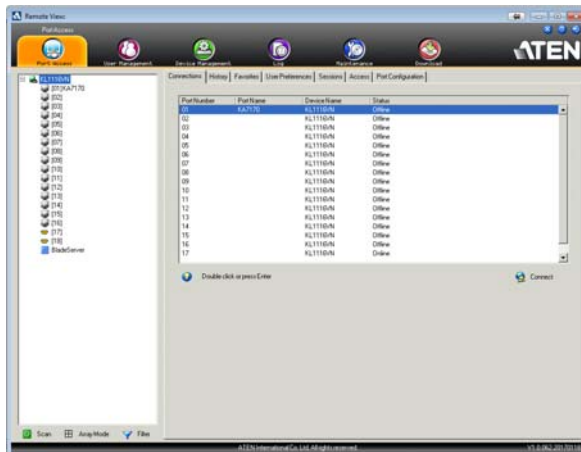 Remote View
PortAccess
Port Access User Management Device Management Log Maintenance Download
ATEN
Connections History Favorites User Preferences Sessions Access Port Configuration
KL1116VN
[01]KA7170
[02]
[03]
[04]
[05]
[06]
[07]
[08]
[09]
[10]
[11]
[12]
[13]
[14]
[15]
[16]
[17]
[18]
BladeServer
Port Number Port Name Device Name Status
01 KA7170 KL1116VN Offline
02 KL1116VN Offline
03 KL1116VN Offline
04 KL1116VN Offline
05 KL1116VN Offline
06 KL1116VN Offline
07 KL1116VN Offline
08 KL1116VN Offline
09 KL1116VN Offline
10 KL1116VN Offline
11 KL1116VN Offline
12 KL1116VN Offline
13 KL1116VN Offline
14 KL1116VN Offline
15 KL1116VN Offline
16 KL1116VN Offline
17 KL1116VN Online
Double click or press Enter
Connect
Scan Array Mode Filter
ATEN International Co. Ltd. All rights reserved.